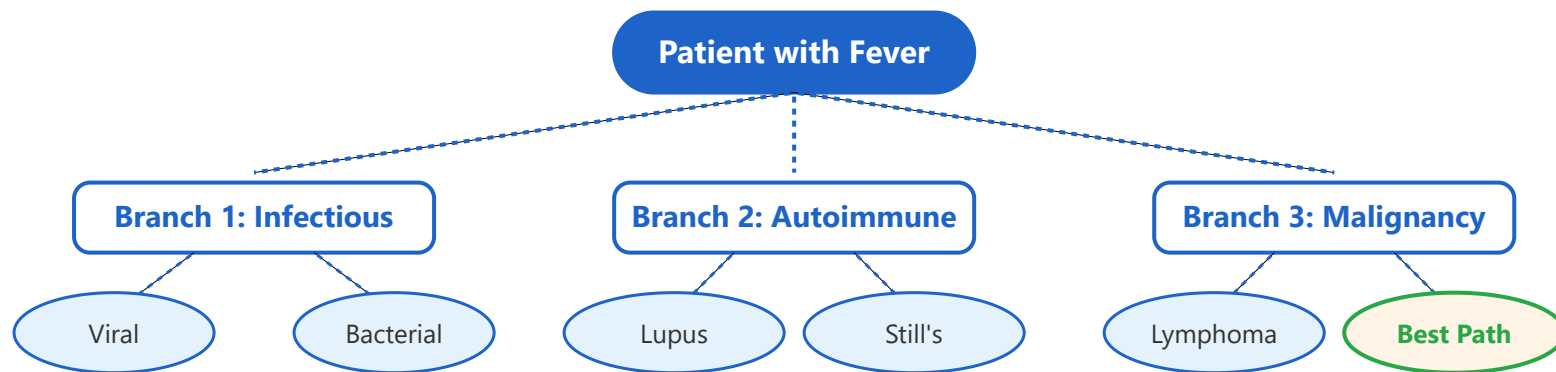 Patient with Fever
Branch 1: Infectious
Branch 2: Autoimmune
Branch 3: Malignancy
Viral
Bacterial
Lupus
Still's
Lymphoma
Best Path